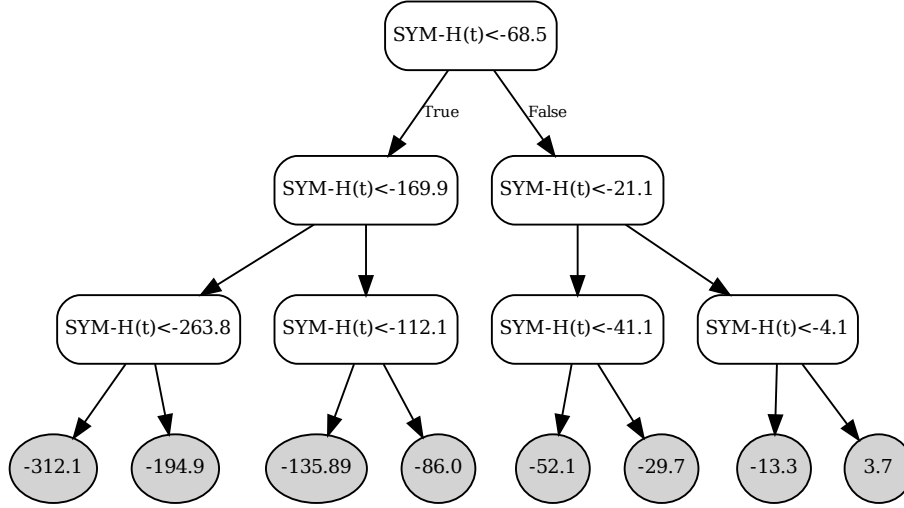 SYM-H(t)<-68.5
True
False
SYM-H(t)<-169.9
SYM-H(t)<-21.1
SYM-H(t)<-263.8
SYM-H(t)<-112.1
SYM-H(t)<-41.1
SYM-H(t)<-4.1
-312.1
-194.9
-135.89
-86.0
-52.1
-29.7
-13.3
3.7